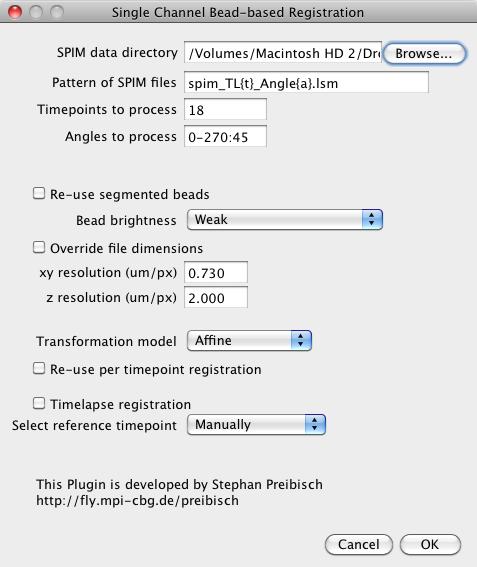 Single Channel Bead-based Registration
SPIM data directory /Volumes/Macintosh HD 2/Dr Browse...
Pattern of SPIM files spim_TL{t}_Angle{a}.lsm
Timepoints to process 18
Angles to process 0-270:45
Re-use segmented beads
Bead brightness Weak
Override file dimensions
xy resolution (um/px) 0.730
z resolution (um/px) 2.000
Transformation model Affine
Re-use per timepoint registration
Timelapse registration
Select reference timepoint Manually
This Plugin is developed by Stephan Preibisch
http://fly.mpi-cbg.de/preibisch
Cancel OK